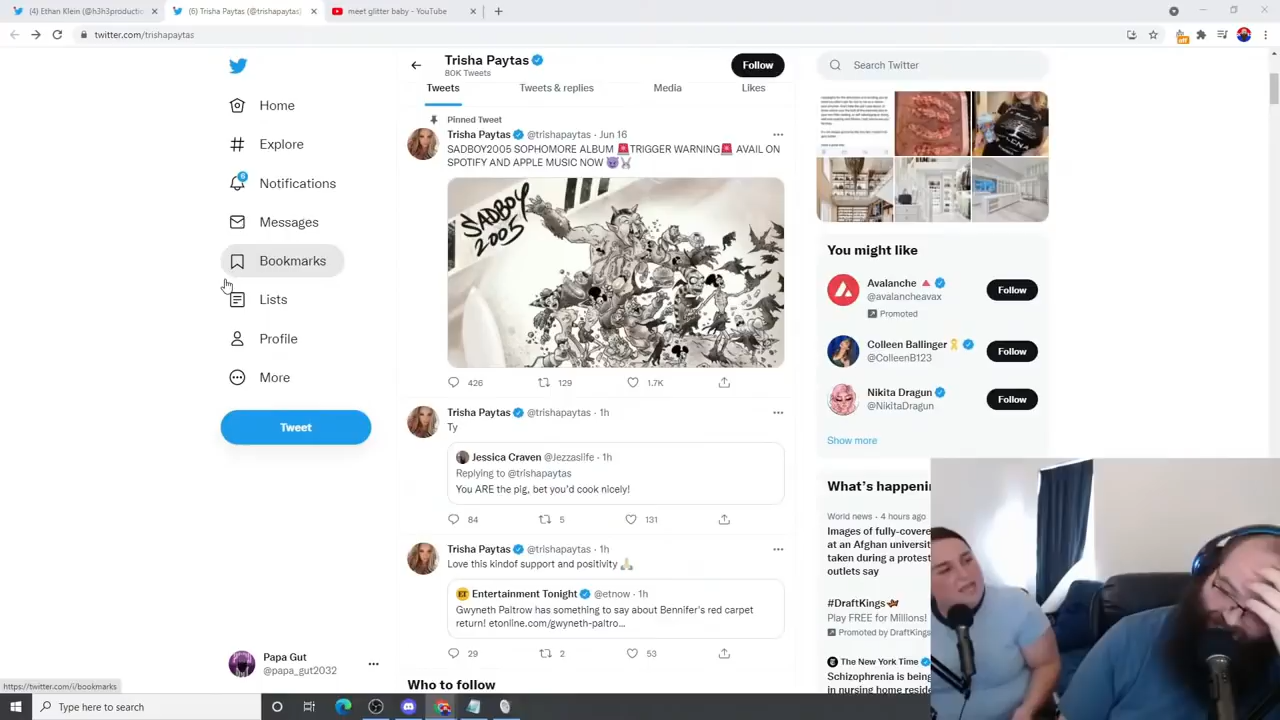 (4) Ethan Klein (@h3h3producti
(6) Trisha Paytas (@trishapaytas)
meet glitter baby - YouTube
twitter.com/trishapaytas
off
Home
Explore
6
Notifications
Messages
Bookmarks
Lists
Profile
More
Tweet
Papa Gut
@papa_gut2032
https://twitter.com/i/bookmarks
Trisha Paytas
80K Tweets
Follow
Tweets
Tweets & replies
Media
Likes
Pinned Tweet
Trisha Paytas @trishapaytas · Jun 16
SADBOY2005 SOPHOMORE ALBUM 🚨TRIGGER WARNING🚨 AVAIL ON
SPOTIFY AND APPLE MUSIC NOW 😈🐰
SADBOY
2005
426
129
1.7K
Trisha Paytas @trishapaytas · 1h
Ty
Jessica Craven @Jezzaslife · 1h
Replying to @trishapaytas
You ARE the pig, bet you'd cook nicely!
84
5
131
Trisha Paytas @trishapaytas · 1h
Love this kindof support and positivity 🙏🏼
ET Entertainment Tonight @etnow · 1h
Gwyneth Paltrow has something to say about Bennifer's red carpet
return! etonline.com/gwyneth-paltro...
29
2
53
Who to follow
Search Twitter
You might like
Avalanche 🔺
@avalancheavax
Promoted
Follow
Colleen Ballinger 🎗
@ColleenB123
Follow
Nikita Dragun
@NikitaDragun
Follow
Show more
What's happenin
World news · 4 hours ago
Images of fully-covere
at an Afghan universit
taken during a protest
outlets say
#DraftKings
Play FREE for Millions!
Promoted by DraftKings
The New York Time
Schizophrenia is being
in nursing home reside
Type here to search